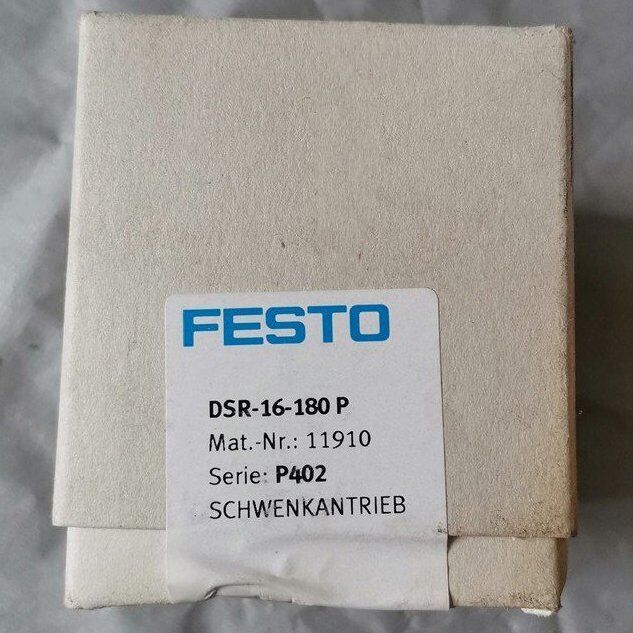 FESTO
DSR-16-180 P
Mat.-Nr.: 11910
Serie: P402
SCHWENKANTRIEB